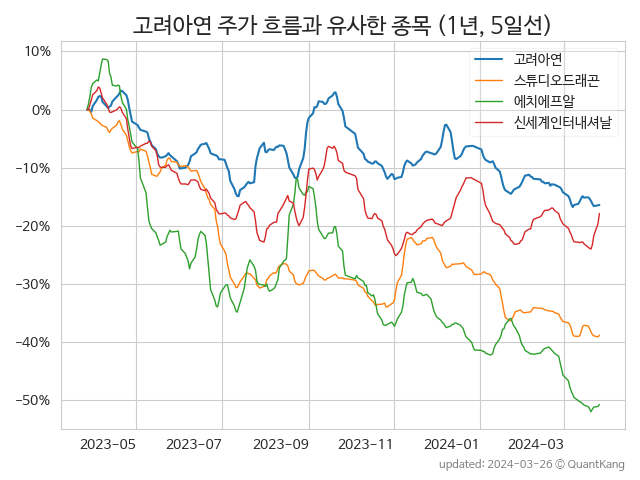 고려아연 주가 흐름과 유사한 종목 (1년, 5일선)
10%
0%
−10%
−20%
−30%
−40%
−50%
고려아연
스튜디오드래곤
에치에프알
신세계인터내셔날
2023−05
2023−07
2023−09
2023−11
2024−01
2024−03
updated: 2024−03−26 © QuantKang